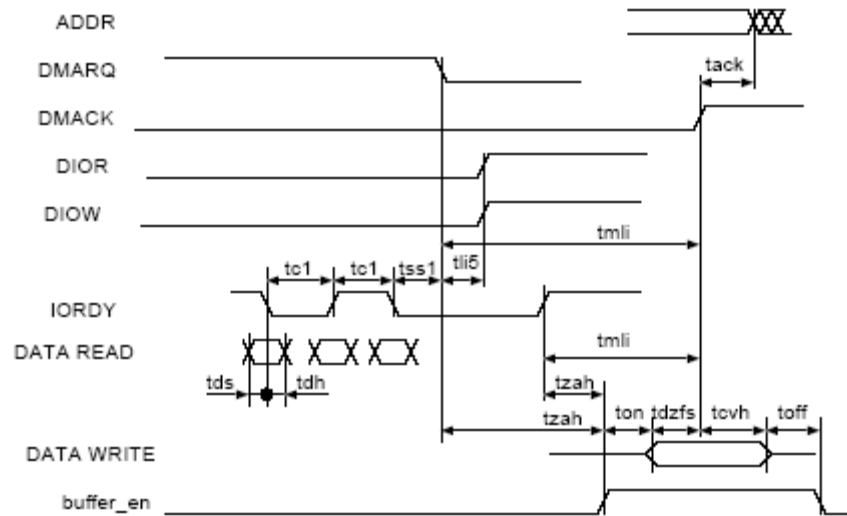 ADDR
DMARQ
tack
DMACK
DIOR
DIOW
tmli
tc1 tc1 tss1 tli5
IORDY
tmli
DATA READ
tds tdh tzah
tzah ton tdzfs tcvh toff
DATA WRITE
buffer_en